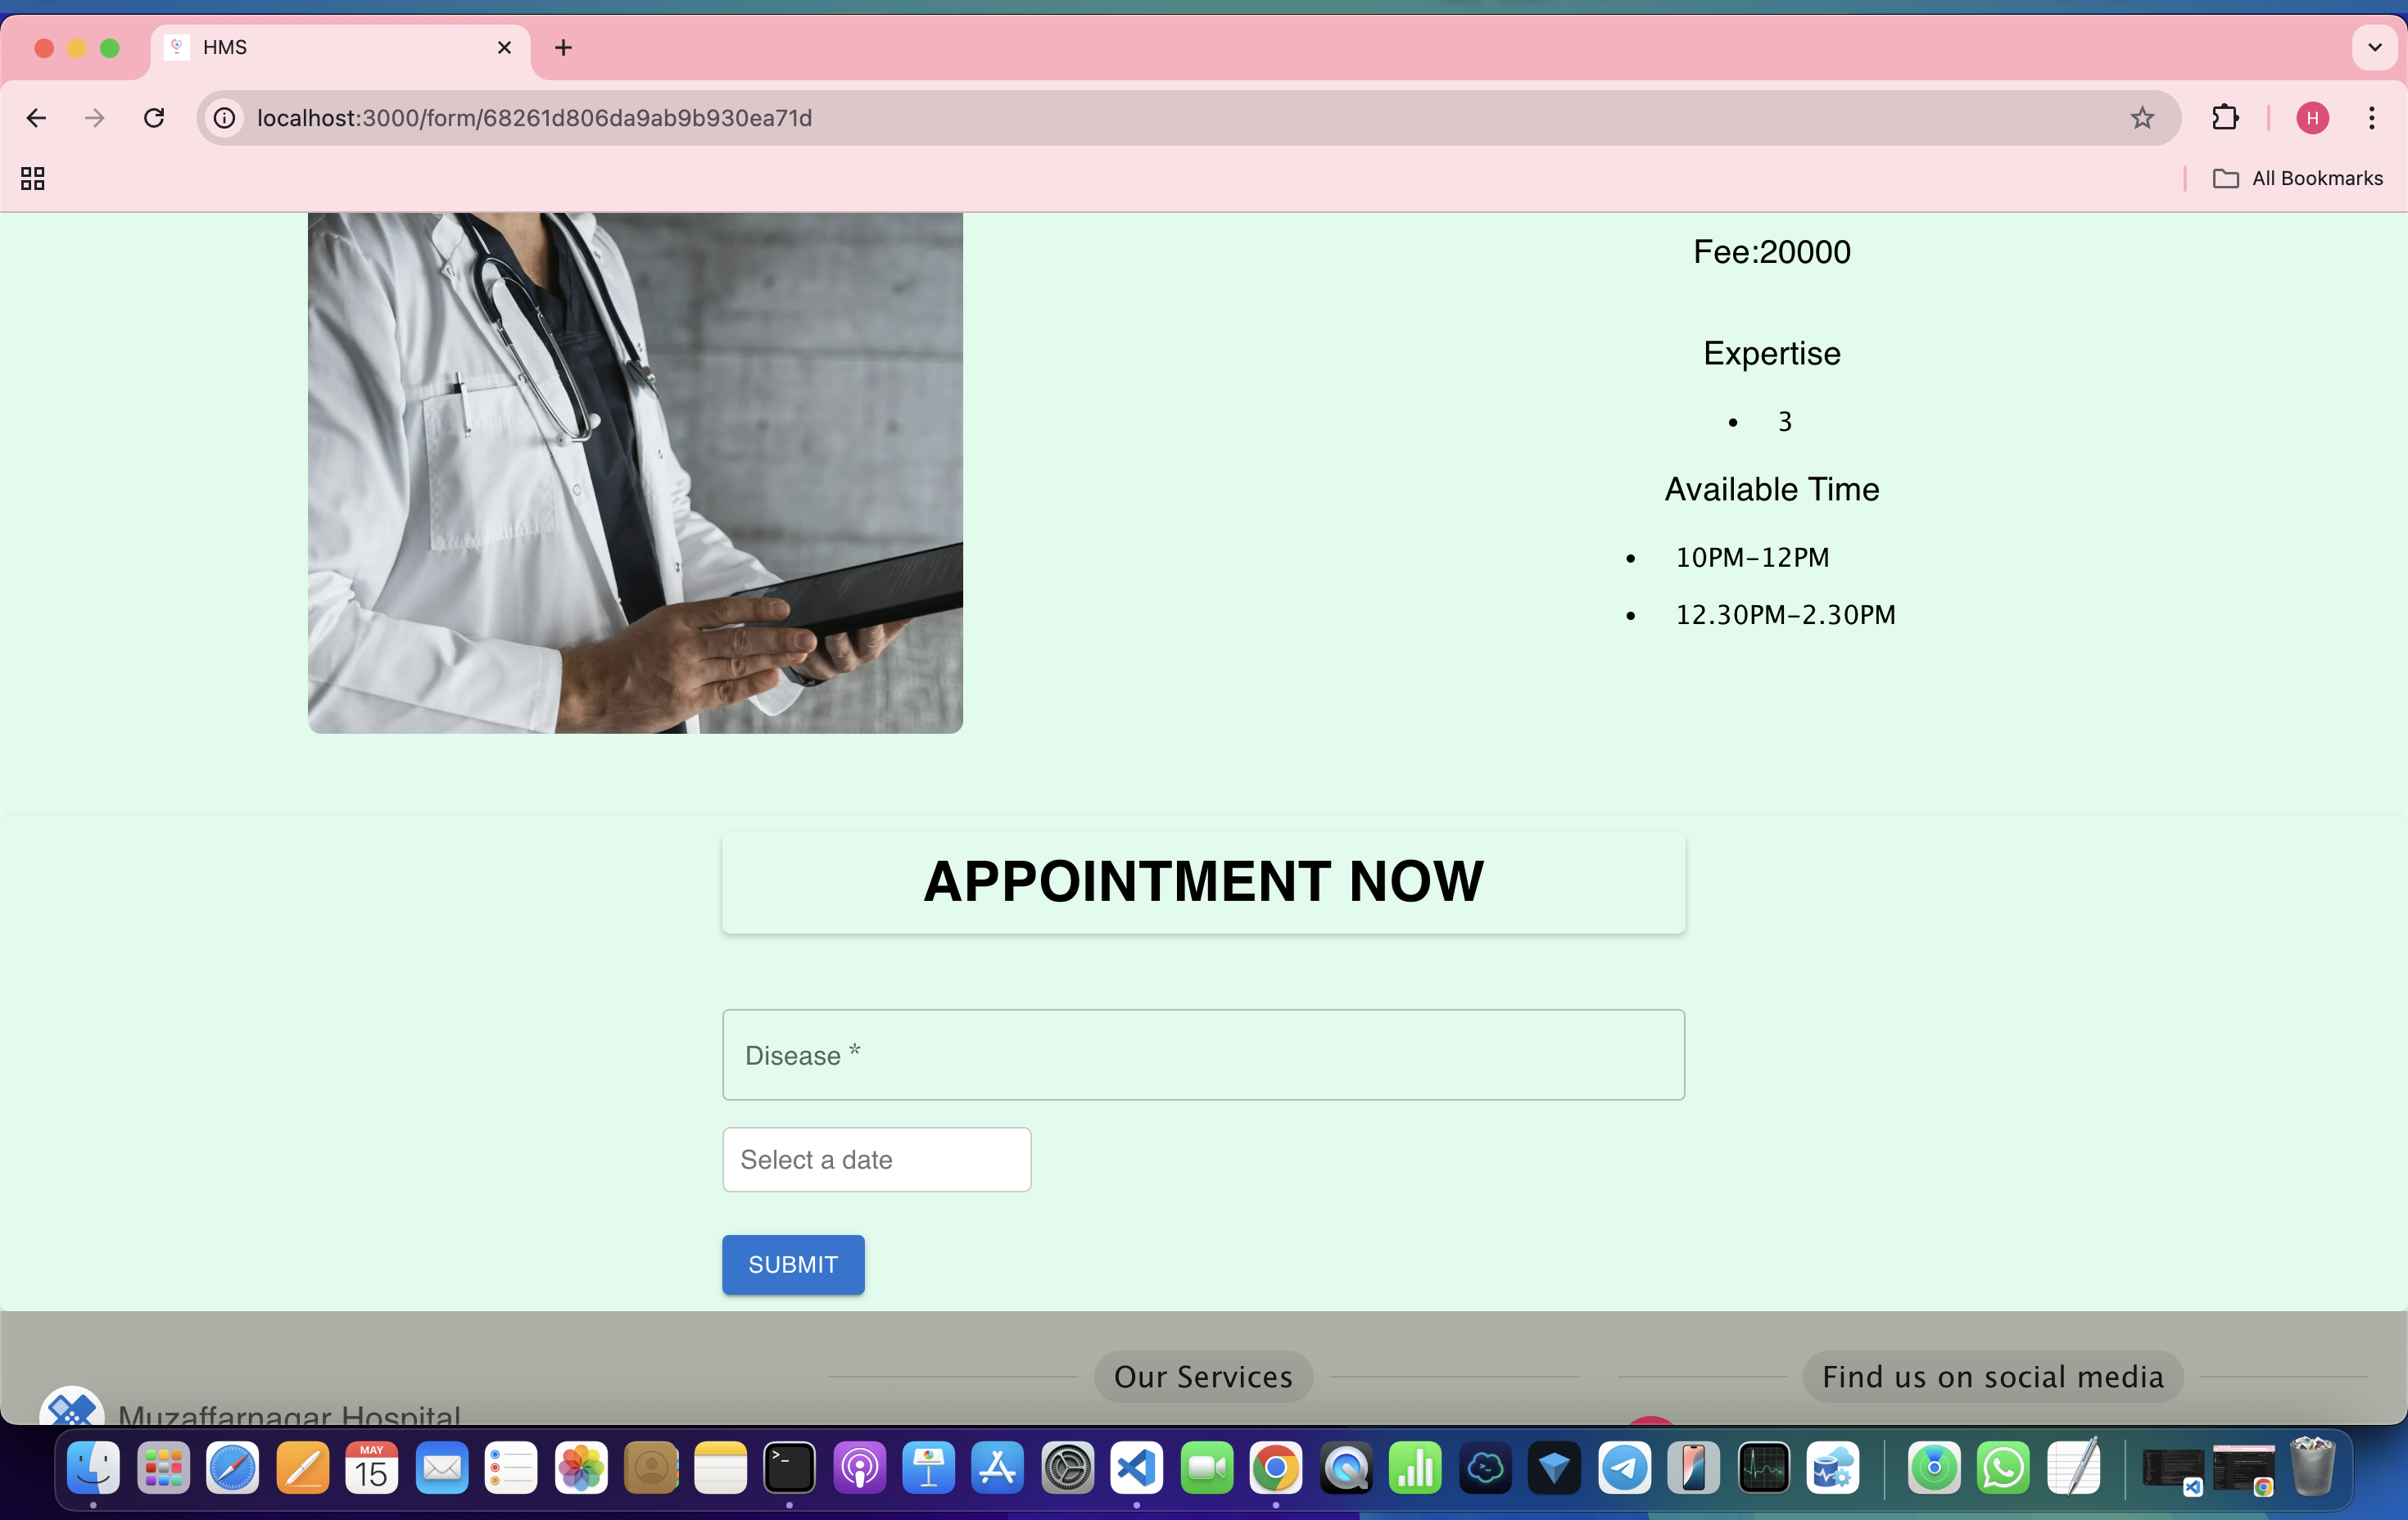 HMS
localhost:3000/form/68261d806da9ab9b930ea71d
H
All Bookmarks
Fee:20000
Expertise
• 3
Available Time
• 10PM-12PM
• 12.30PM-2.30PM
APPOINTMENT NOW
Disease *
Select a date
SUBMIT
Our Services
Find us on social media
Muzaffarnagar Hospital
MAY
15